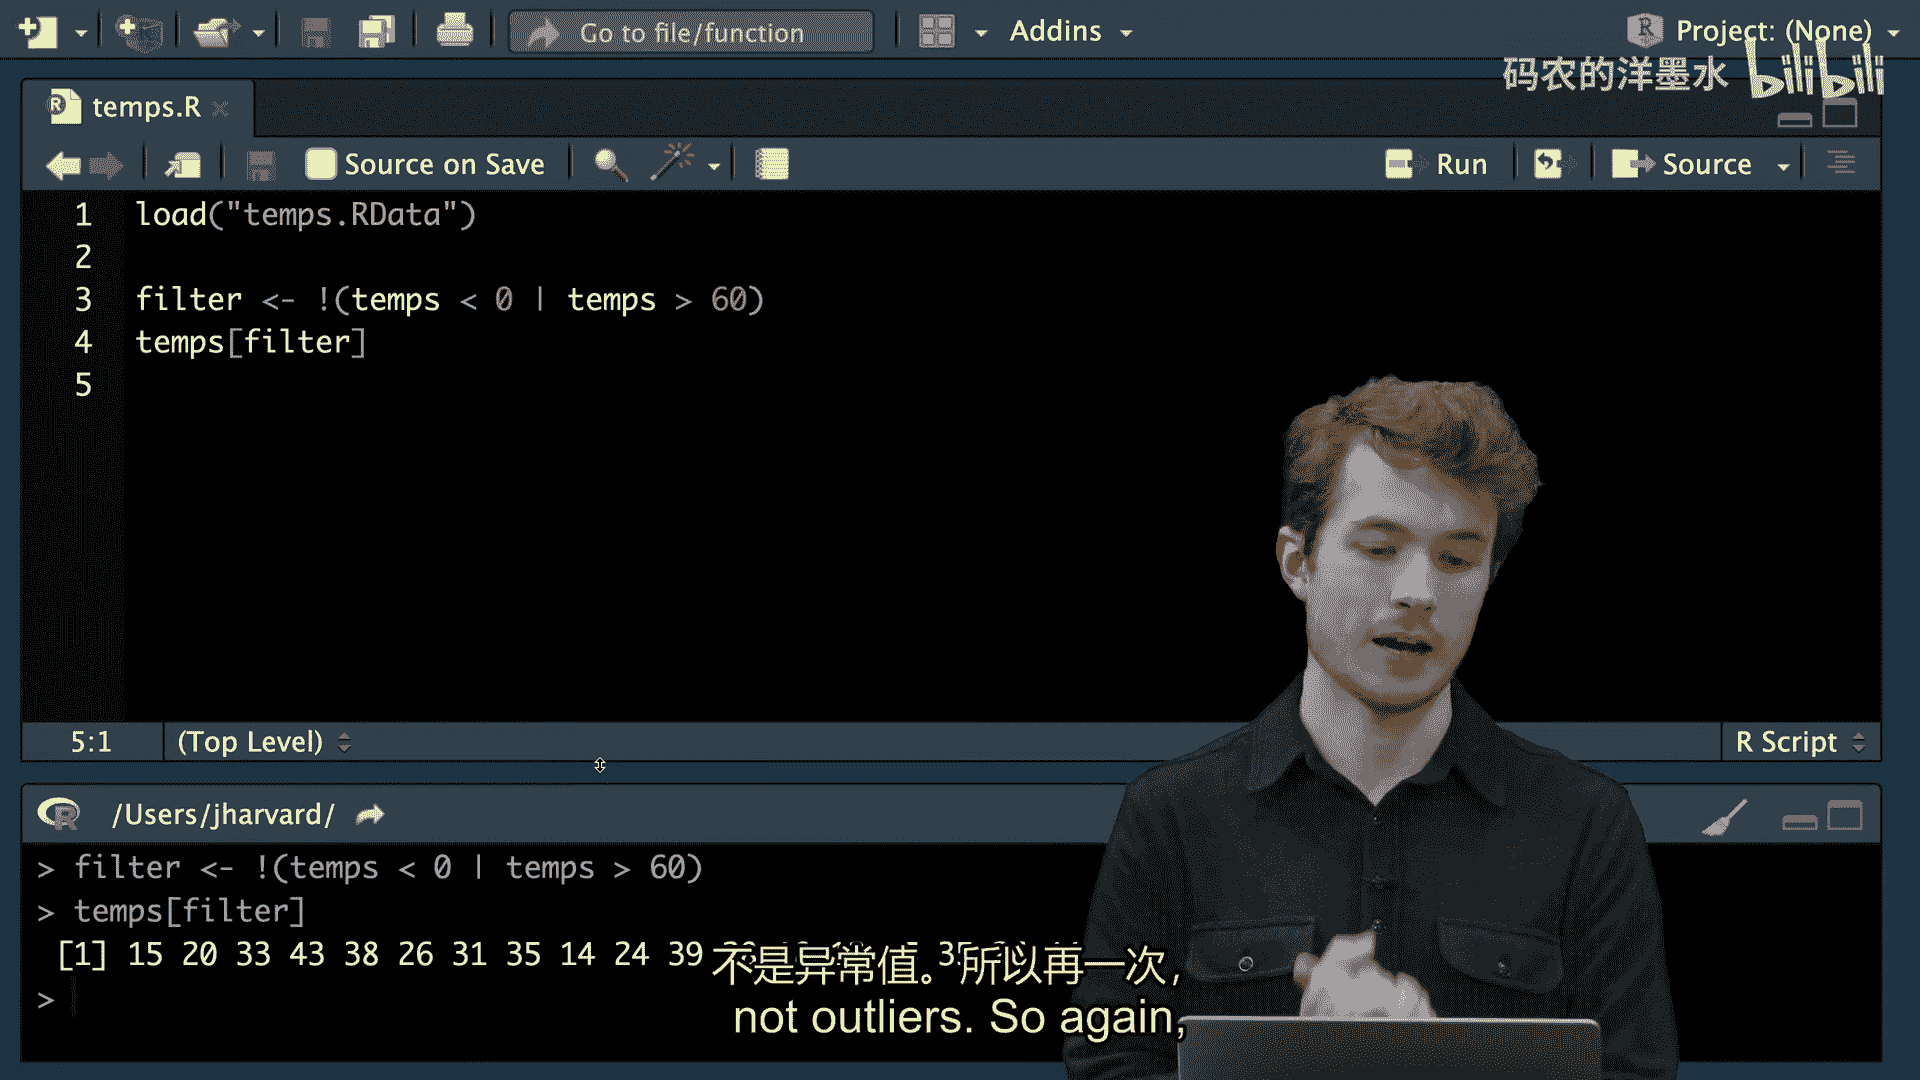 Go to file/function
Addins
Project: (None)
码农的洋墨水 bilibili
temps.R
Source on Save
Run
Source
1 load("temps.RData")
2
3 filter <- !(temps < 0 | temps > 60)
4 temps[filter]
5
5:1 (Top Level) R Script
/Users/jharvard/
> filter <- !(temps < 0 | temps > 60)
> temps[filter]
[1] 15 20 33 43 38 26 31 35 14 24 39
>
不是异常值。所以再一次，
not outliers. So again,